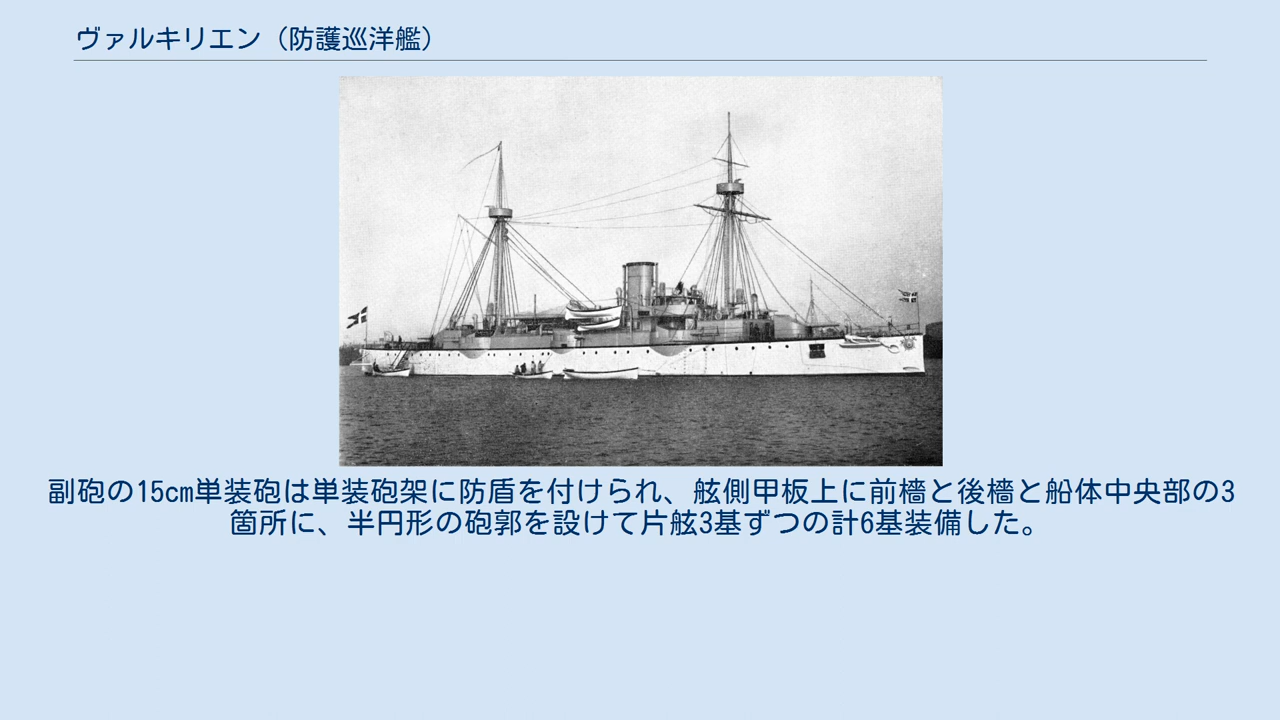 ヴァルキリエン（防護巡洋艦）
副砲の15cm単装砲は単装砲架に防盾を付けられ、舷側甲板上に前檣と後檣と船体中央部の3
箇所に、半円形の砲郭を設けて片舷3基ずつの計6基装備した。